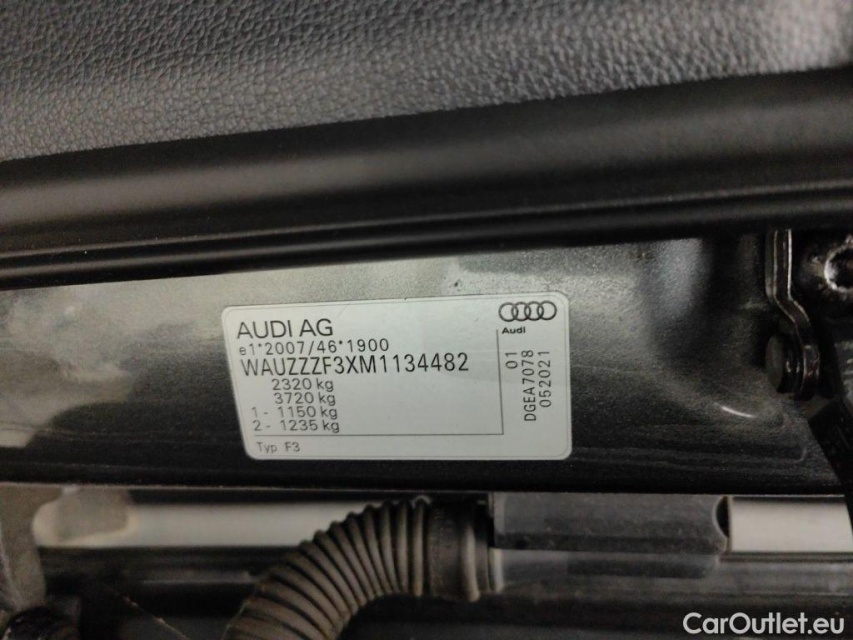 AUDI AG
e1*2007/46*1900
WAUZZZF3XM1134482
2320 kg
3720 kg
1 - 1150 kg
2 - 1235 kg
Typ F3
Audi
01
DGEA7078
052021
CarOutlet.eu